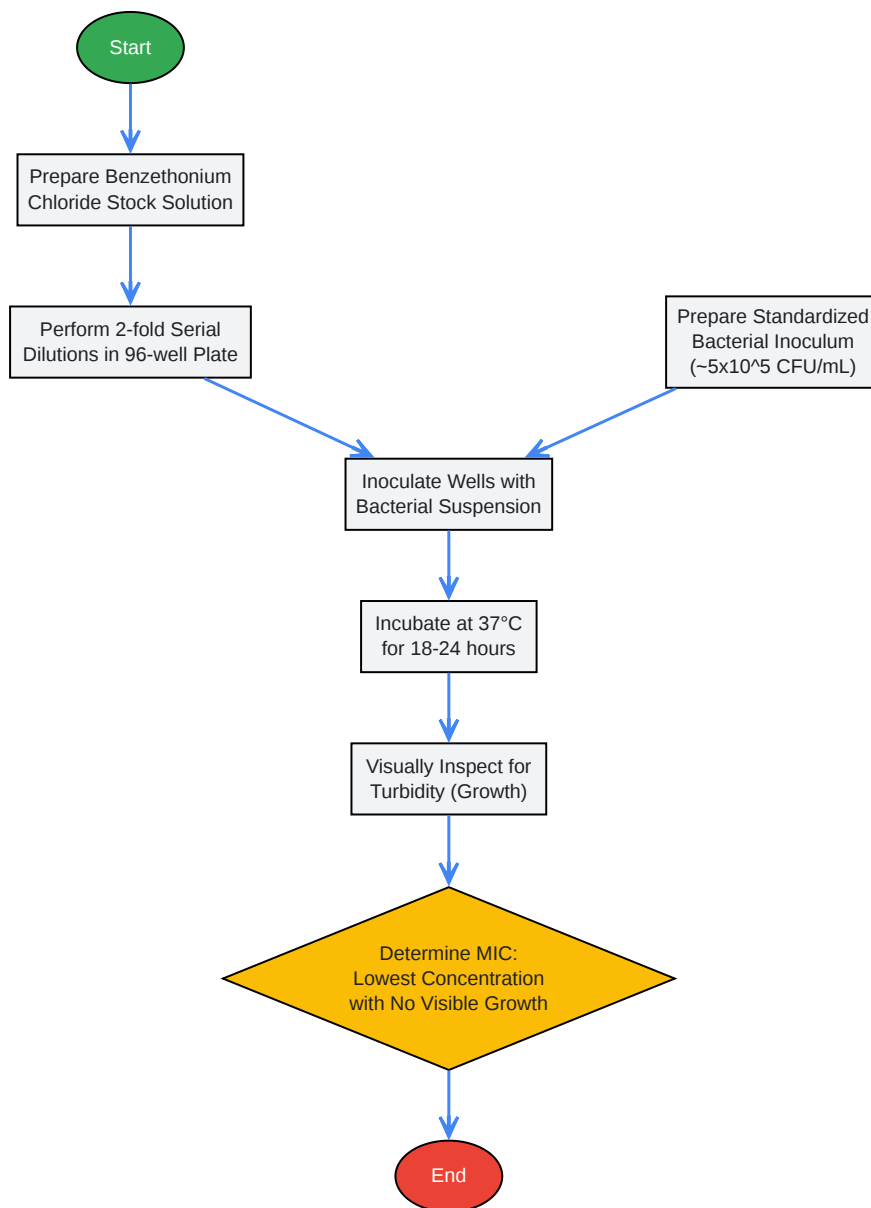 Start
Prepare Benzethonium
Chloride Stock Solution
Perform 2-fold Serial
Dilutions in 96-well Plate
Prepare Standardized
Bacterial Inoculum
(~5x10^5 CFU/mL)
Inoculate Wells with
Bacterial Suspension
Incubate at 37°C
for 18-24 hours
Visually Inspect for
Turbidity (Growth)
Determine MIC:
Lowest Concentration
with No Visible Growth
End